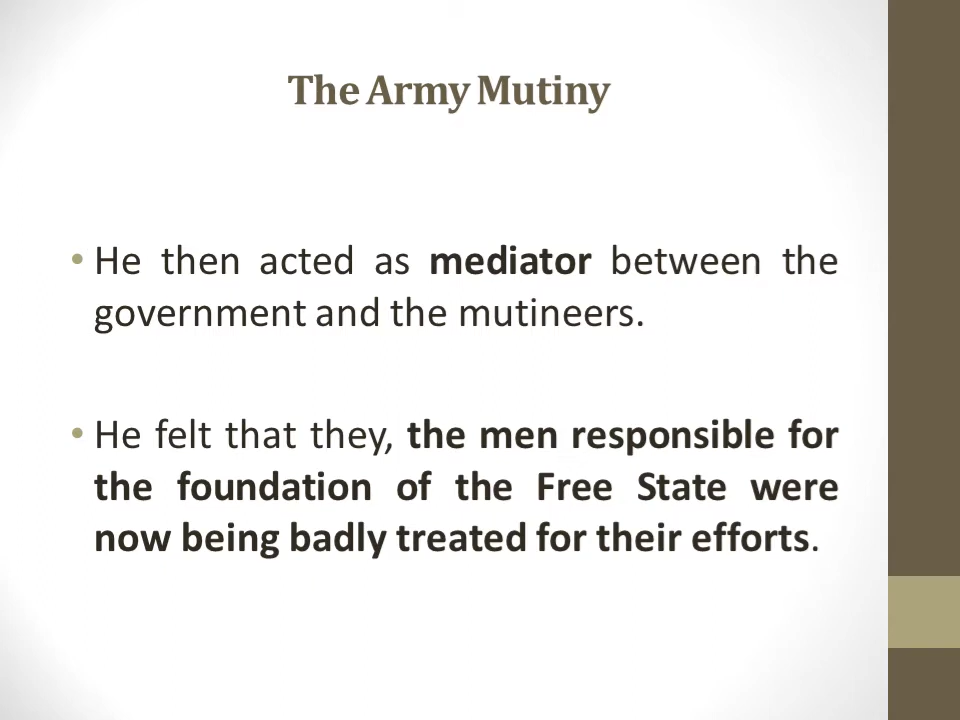 The Army Mutiny
• He then acted as mediator between the
government and the mutineers.
• He felt that they, the men responsible for
the foundation of the Free State were
now being badly treated for their efforts.